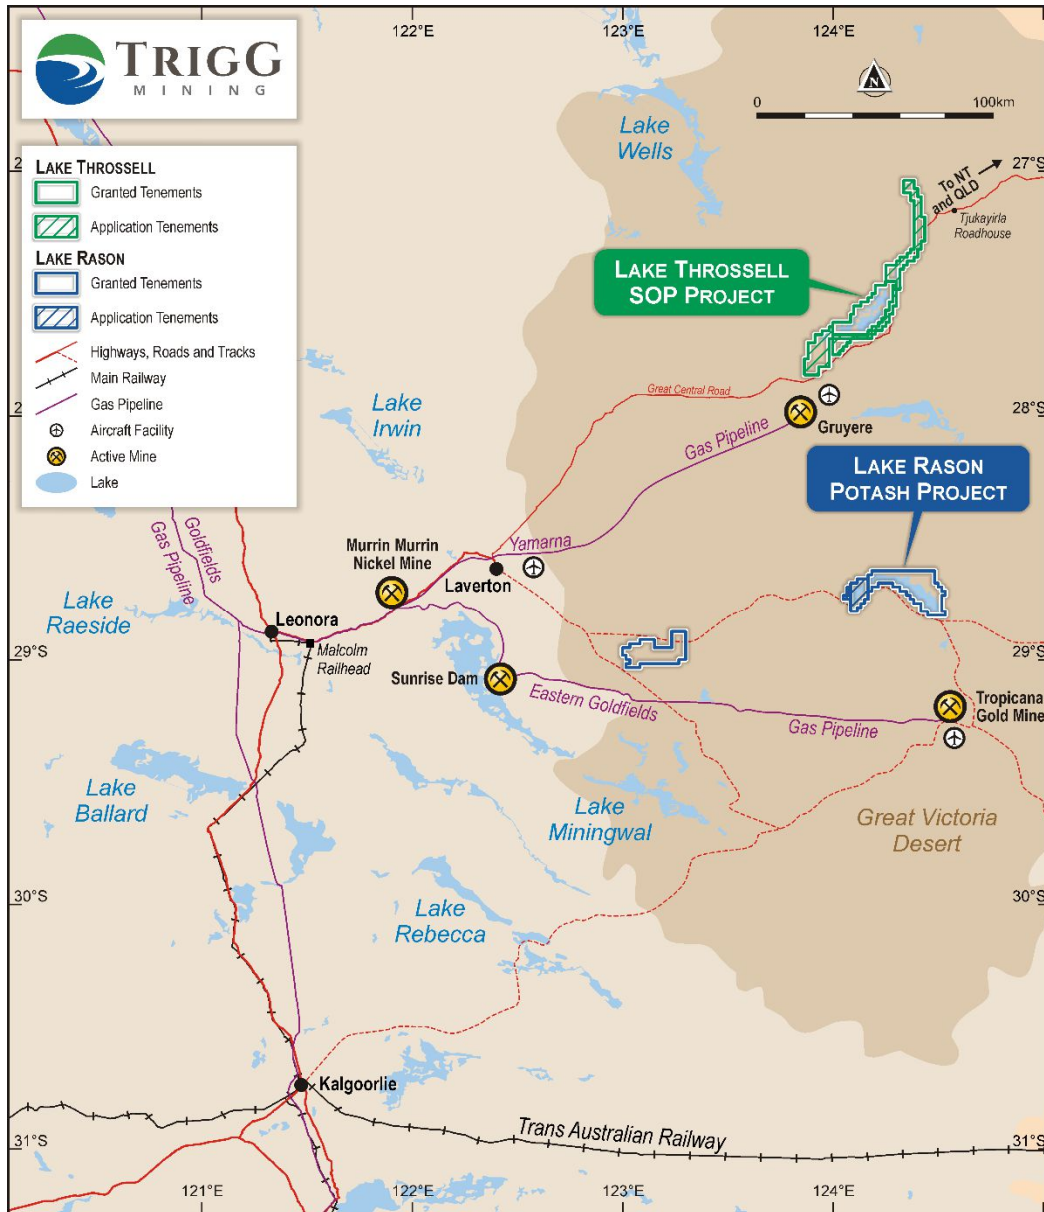 TRIGG
MINING
122°E
123°E
124°E
0
100km
N
Lake
Wells
LAKE THROSSELL
Granted Tenements
Application Tenements
LAKE RASON
Granted Tenements
Application Tenements
Highways, Roads and Tracks
Main Railway
Gas Pipeline
Aircraft Facility
Active Mine
Lake
27°S
To NT
and QLD
Tjukayirla
Roadhouse
LAKE THROSSELL
SOP PROJECT
Great Central Road
Lake
Irwin
28°S
Gruyere
Gas Pipeline
LAKE RASON
POTASH PROJECT
Goldfields
Gas Pipeline
Murrin Murrin
Nickel Mine
Yamarna
Laverton
Lake
Raeside
Leonora
Malcolm
Railhead
29°S
29°S
Sunrise Dam
Eastern Goldfields
Gas Pipeline
Tropicana
Gold Mine
Lake
Ballard
Lake
Miningwal
Great Victoria
Desert
30°S
30°S
Lake
Rebecca
Kalgoorlie
Trans Australian Railway
31°S
31°S
121°E
122°E
123°E
124°E